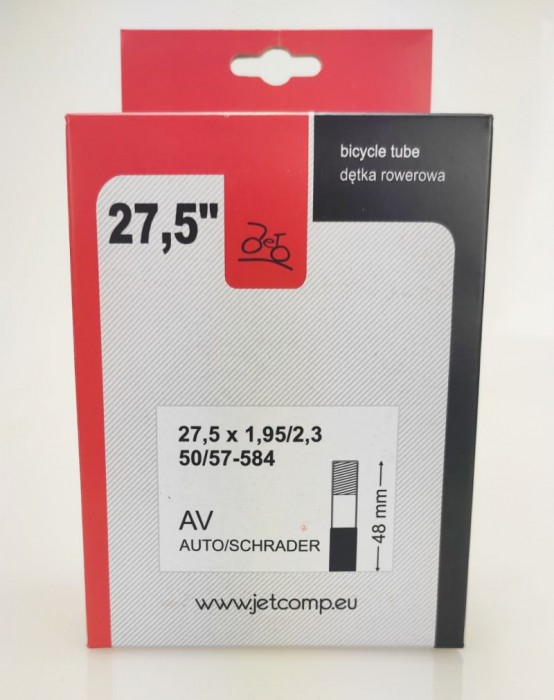 bicycle tube
dętka rowerowa
27,5"
Jet
27,5 x 1,95/2,3
50/57-584
AV
AUTO/SCHRADER
48 mm
www.jetcomp.eu